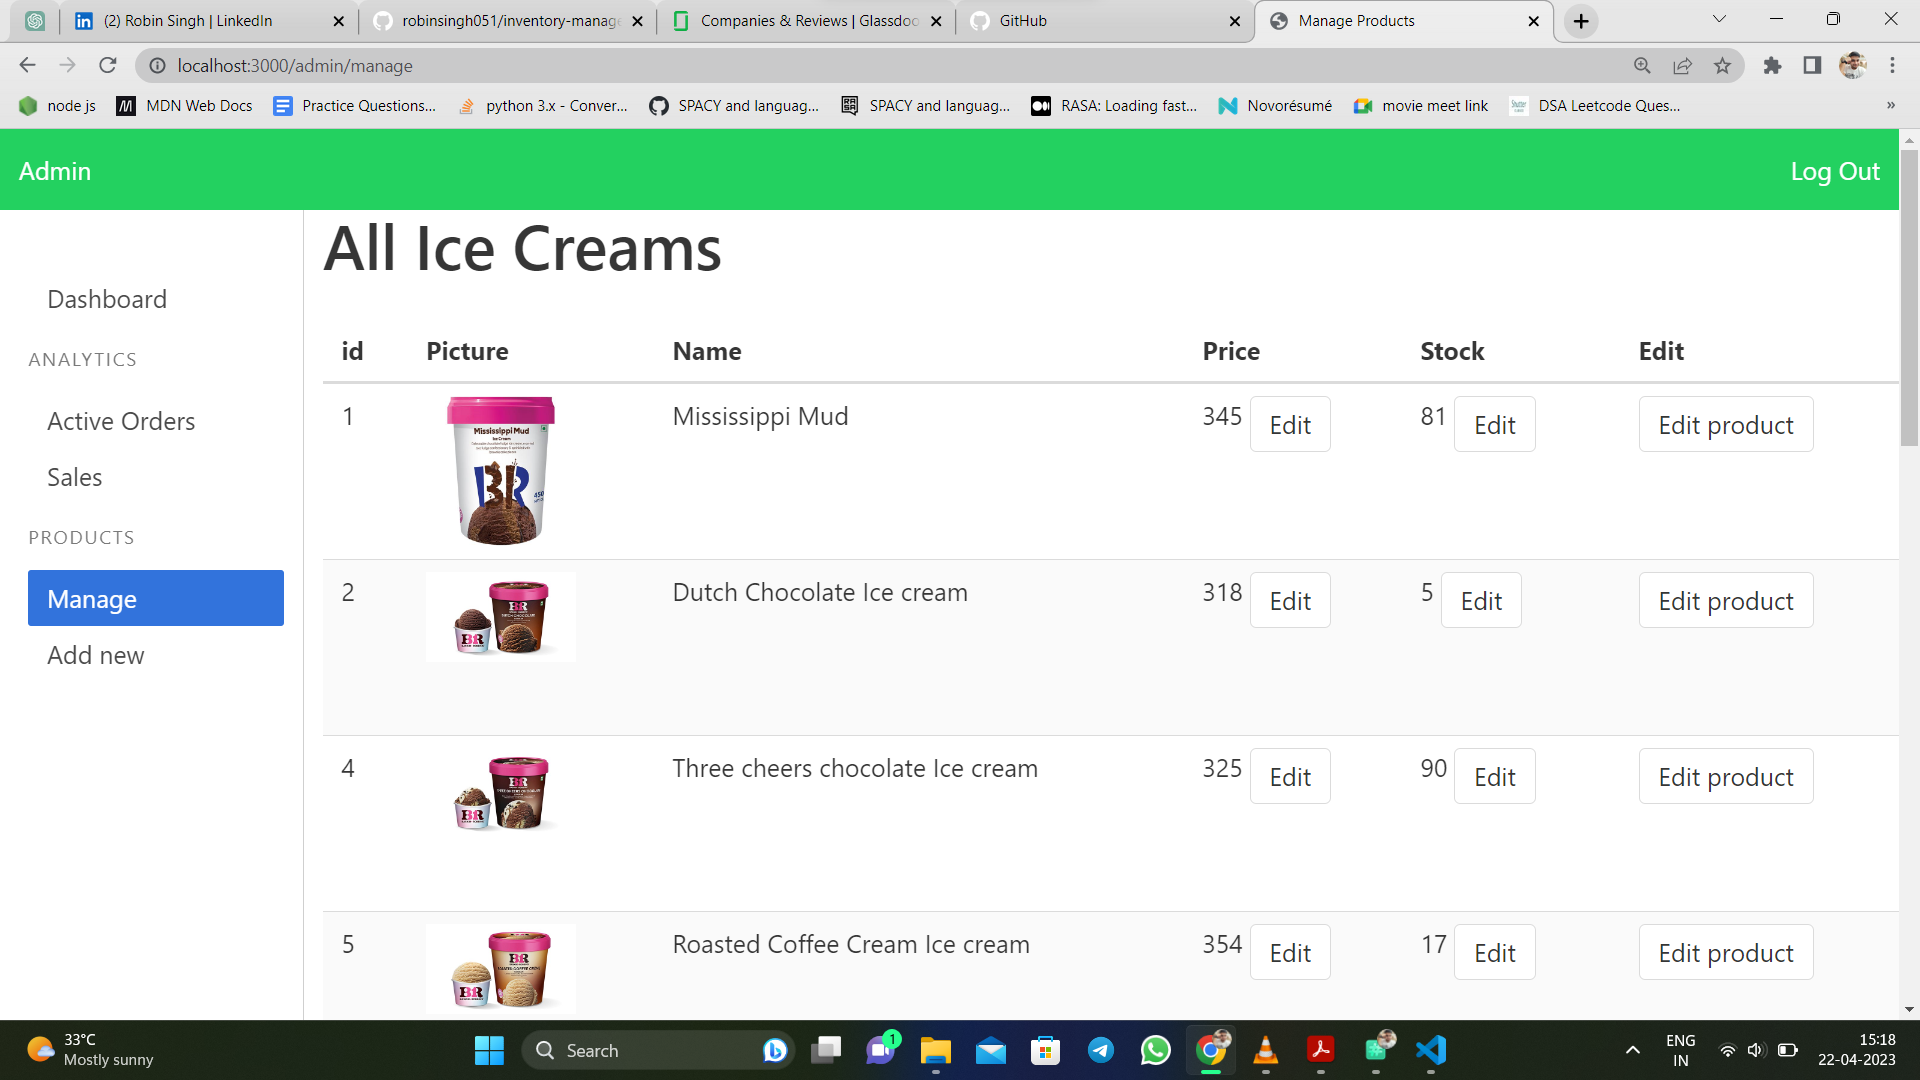 (2) Robin Singh | LinkedIn
robinsingh051/inventory-manage
Companies & Reviews | Glassdoo
GitHub
Manage Products
localhost:3000/admin/manage
node js
MDN Web Docs
Practice Questions...
python 3.x - Conver...
SPACY and languag...
SPACY and languag...
RASA: Loading fast...
Novorésumé
movie meet link
DSA Leetcode Ques...
»
Admin
Log Out
All Ice Creams
Dashboard
ANALYTICS
Active Orders
Sales
PRODUCTS
Manage
Add new
id Picture Name Price Stock Edit
1 Mississippi Mud 345 Edit 81 Edit Edit product
Mississippi Mud
Ice Cream
BR
450
2 Dutch Chocolate Ice cream 318 Edit 5 Edit Edit product
BR
BR
4 Three cheers chocolate Ice cream 325 Edit 90 Edit Edit product
BR
BR
5 Roasted Coffee Cream Ice cream 354 Edit 17 Edit Edit product
BR
BR
33°C
Mostly sunny
Search
1
ENG
IN
15:18
22-04-2023